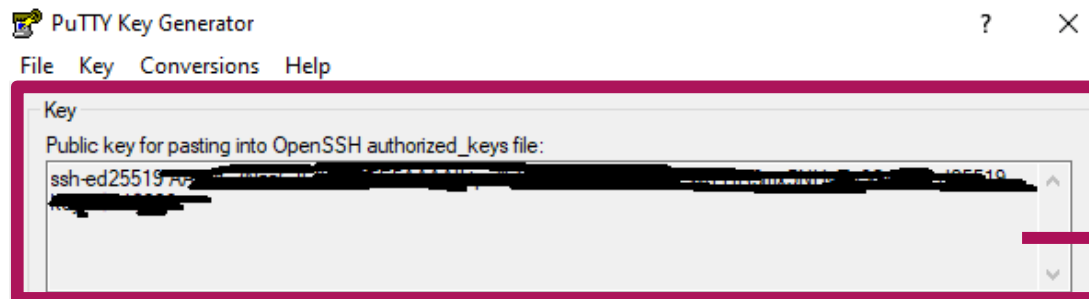 PuTTY Key Generator
File Key Conversions Help
Key
Public key for pasting into OpenSSH authorized_keys file:
ssh-ed25519